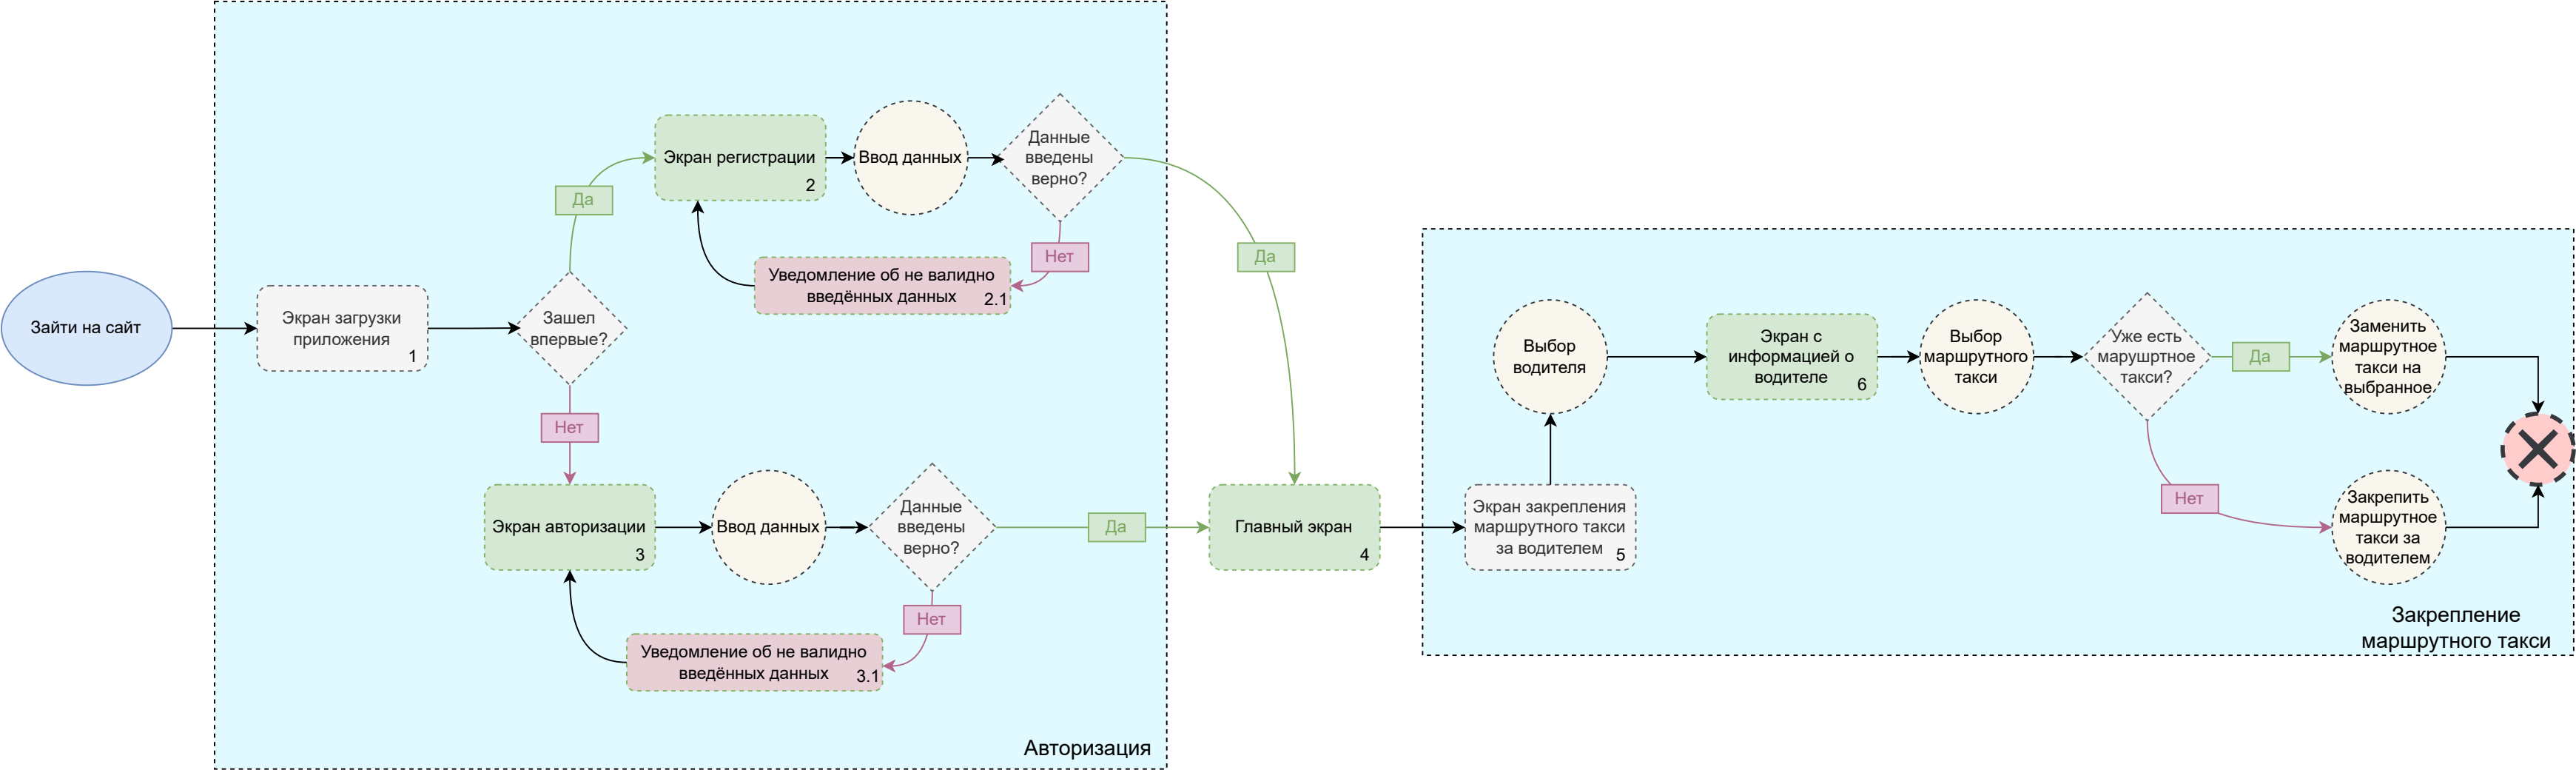 Зайти на сайт
Экран загрузки
приложения
1
Зашел
впервые?
Да
Экран регистрации
2
Ввод данных
Данные
введены
верно?
Нет
Уведомление об не валидно
введённых данных
2.1
Да
Нет
Экран авторизации
3
Ввод данных
Данные
введены
верно?
Нет
Уведомление об не валидно
введённых данных
3.1
Да
Авторизация
Главный экран
4
Экран закрепления
маршрутного такси
за водителем
5
Выбор
водителя
Экран с
информацией о
водителе
6
Выбор
маршрутного
такси
Уже есть
марушртное
такси?
Да
Заменить
маршрутное
такси на
выбранное
Нет
Закрепить
маршрутное
такси за
водителем
Закрепление
маршрутного такси